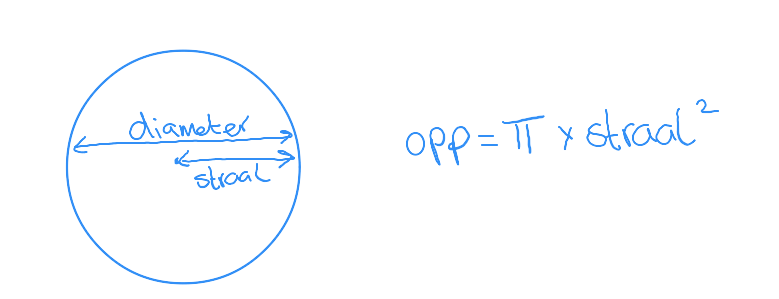 diameter
straal
opp = π x straal²